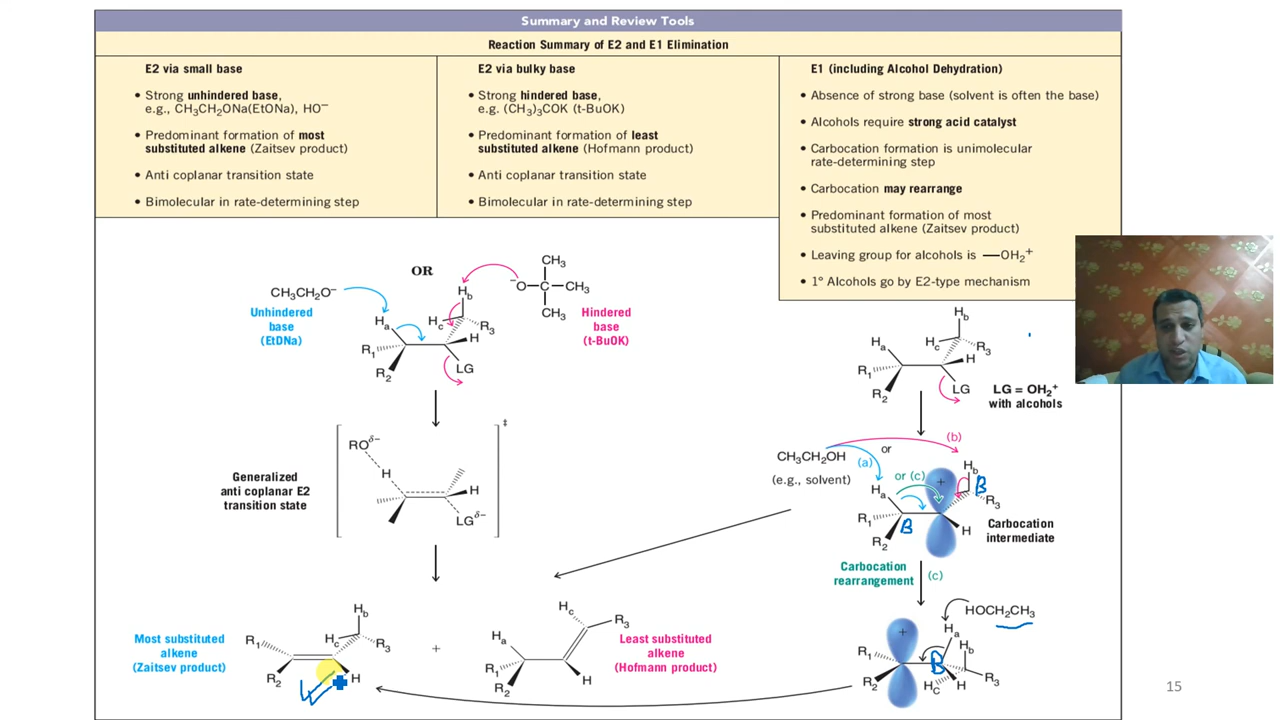 Summary and Review Tools
Reaction Summary of E2 and E1 Elimination
E2 via small base
• Strong unhindered base,
e.g., CH₃CH₂ONa(EtONa), HO⁻
• Predominant formation of most
substituted alkene (Zaitsev product)
• Anti coplanar transition state
• Bimolecular in rate-determining step
E2 via bulky base
• Strong hindered base,
e.g. (CH₃)₃COK (t-BuOK)
• Predominant formation of least
substituted alkene (Hofmann product)
• Anti coplanar transition state
• Bimolecular in rate-determining step
E1 (including Alcohol Dehydration)
• Absence of strong base (solvent is often the base)
• Alcohols require strong acid catalyst
• Carbocation formation is unimolecular
rate-determining step
• Carbocation may rearrange
• Predominant formation of most
substituted alkene (Zaitsev product)
• Leaving group for alcohols is —OH₂⁺
• 1° Alcohols go by E2-type mechanism
OR
CH₃CH₂O⁻
Unhindered
base
(EtDNa)
CH₃
⁻O—C—CH₃
CH₃
Hindered
base
(t-BuOK)
Hb
Ha
Hc
R₃
H
R₁
R₂
LG
Generalized
anti coplanar E2
transition state
ROδ−
H
H
LGδ−
‡
Most substituted
alkene
(Zaitsev product)
R₁
R₂
Hb
Hc
R₃
H
+
Hc
R₃
Ha
R₁
R₂
H
Least substituted
alkene
(Hofmann product)
Hb
Ha
Hc
R₃
H
R₁
R₂
LG
LG = OH₂⁺
with alcohols
CH₃CH₂OH
(e.g., solvent)
(a)
or
(b)
or (c)
Ha
+
Hb
B
R₃
R₁
B
R₂
H
Carbocation
intermediate
Carbocation
rearrangement
(c)
HOCH₂CH₃
+
Ha
Hb
R₁
B
R₂
HC
H
R₃
15